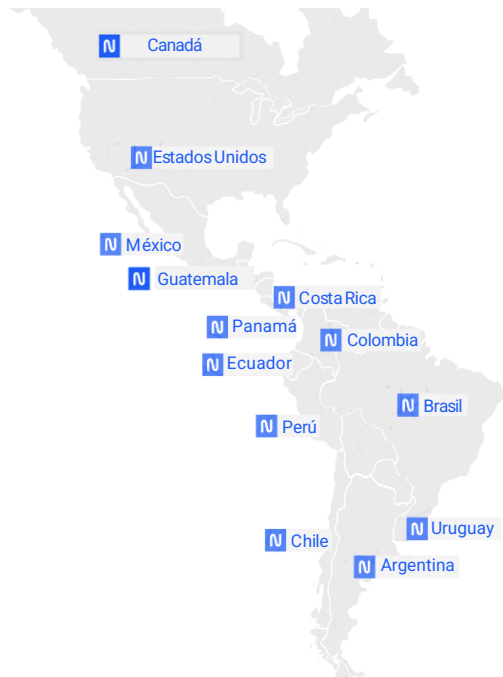 Canadá
Estados Unidos
México
Guatemala
Costa Rica
Panamá
Colombia
Ecuador
Brasil
Perú
Uruguay
Chile
Argentina